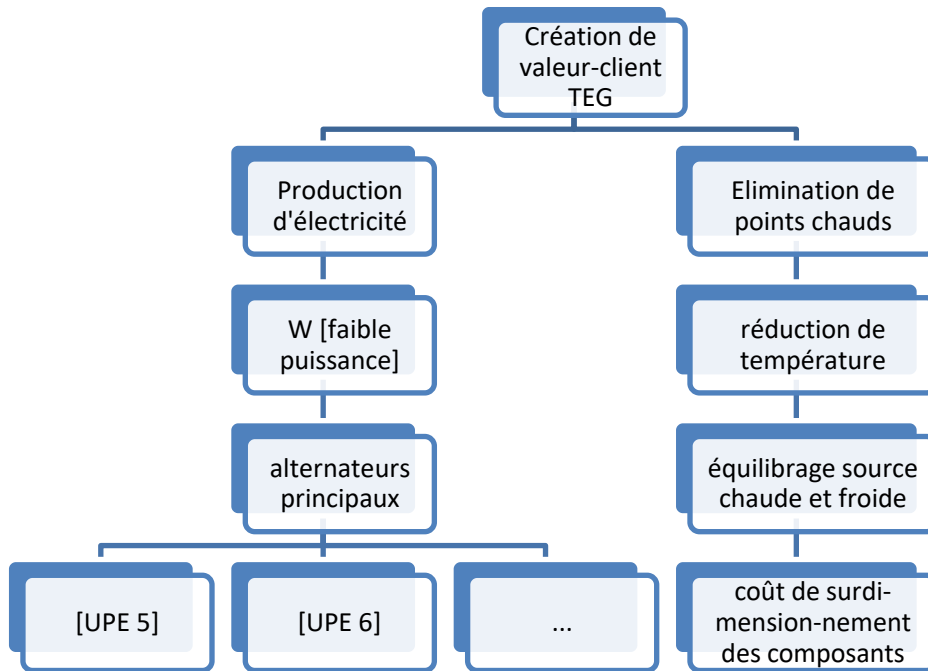 Création de
valeur-client
TEG
Production
d'électricité
Elimination de
points chauds
W [faible
puissance]
réduction de
température
alternateurs
principaux
équilibrage source
chaude et froide
[UPE 5]
[UPE 6]
...
coût de surdi-
mension-nement
des composants